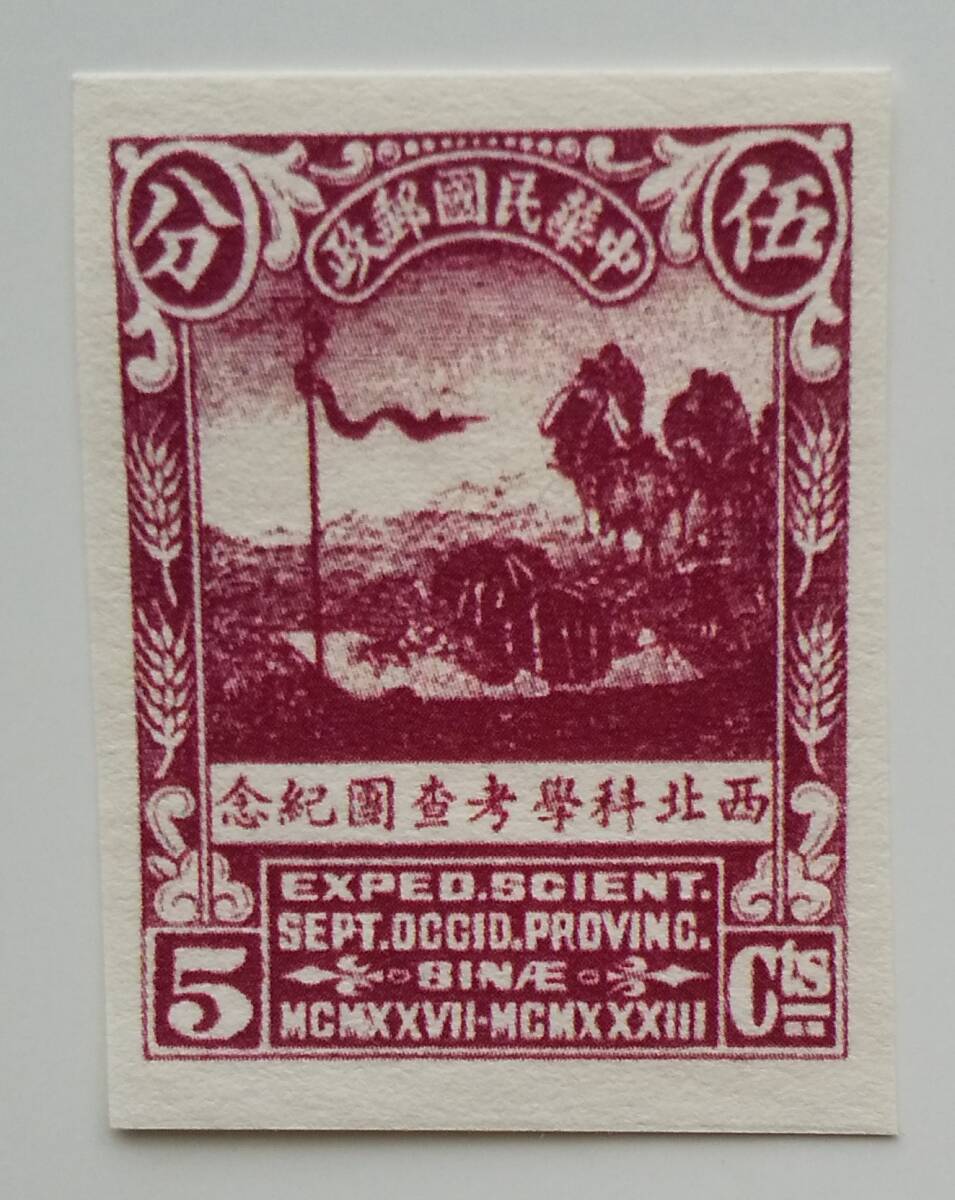 中華民國郵政
伍分
西北科學考查團紀念
EXPED.SCIENT.
SEPT.OCCID.PROVINC.
SINÆ
MCMXXVII-MCMXXXIII
5 Cts